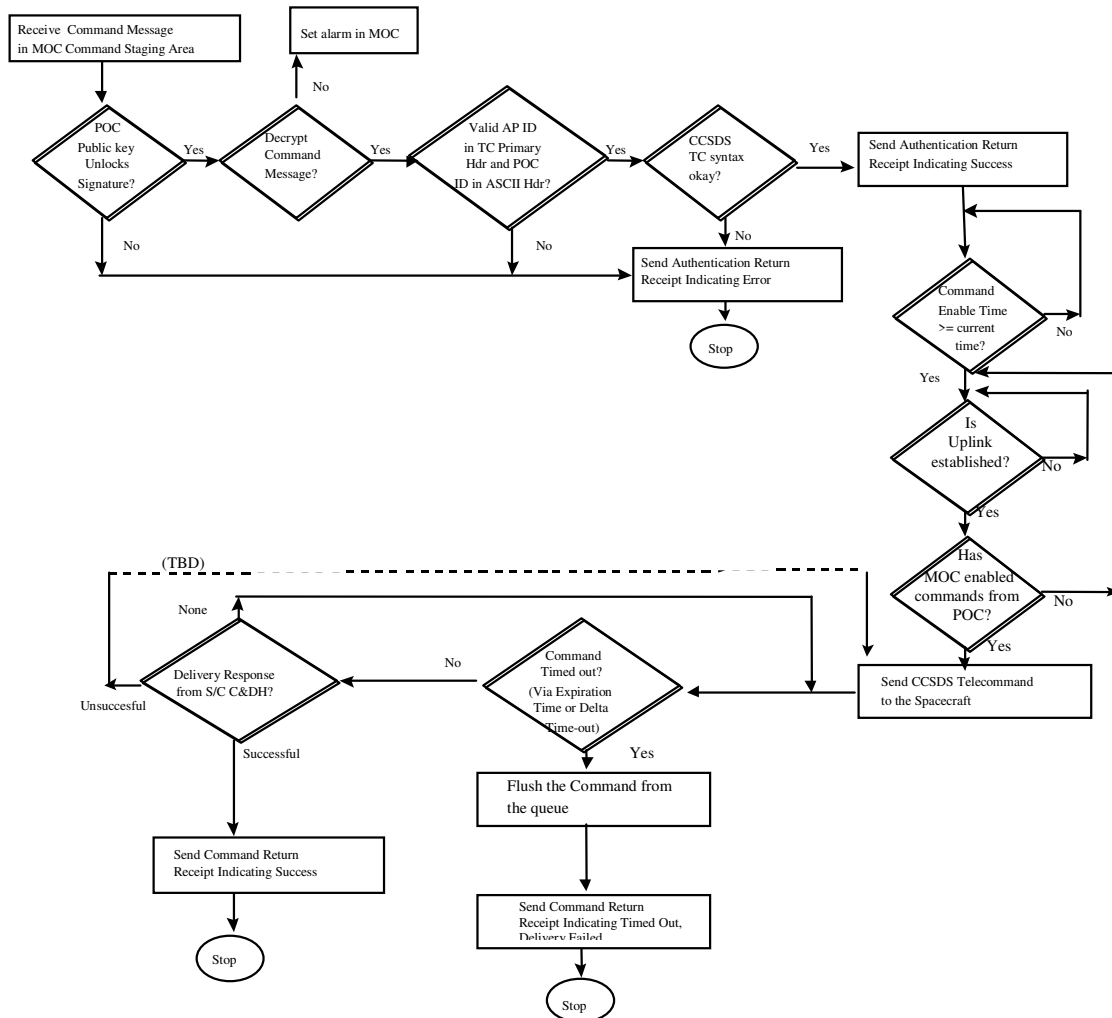 Receive Command Message
in MOC Command Staging Area
Set alarm in MOC
No
POC
Public key
Unlocks
Signature?
Yes
Decrypt
Command
Message?
Yes
Valid AP ID
in TC Primary
Hdr and POC
ID in ASCII Hdr?
Yes
CCSDS
TC syntax
okay?
Yes
Send Authentication Return
Receipt Indicating Success
No
No
No
Send Authentication Return
Receipt Indicating Error
Stop
Command
Enable Time
>= current
time?
No
Yes
Is
Uplink
established?
No
Yes
Has
MOC enabled
commands from
POC?
No
Yes
Send CCSDS Telecommand
to the Spacecraft
(TBD)
None
Delivery Response
from S/C C&DH?
Unsuccesful
Successful
No
Command
Timed out?
(Via Expiration
Time or Delta
Time-out)
Yes
Flush the Command from
the queue
Send Command Return
Receipt Indicating Success
Stop
Send Command Return
Receipt Indicating Timed Out,
Delivery Failed
Stop